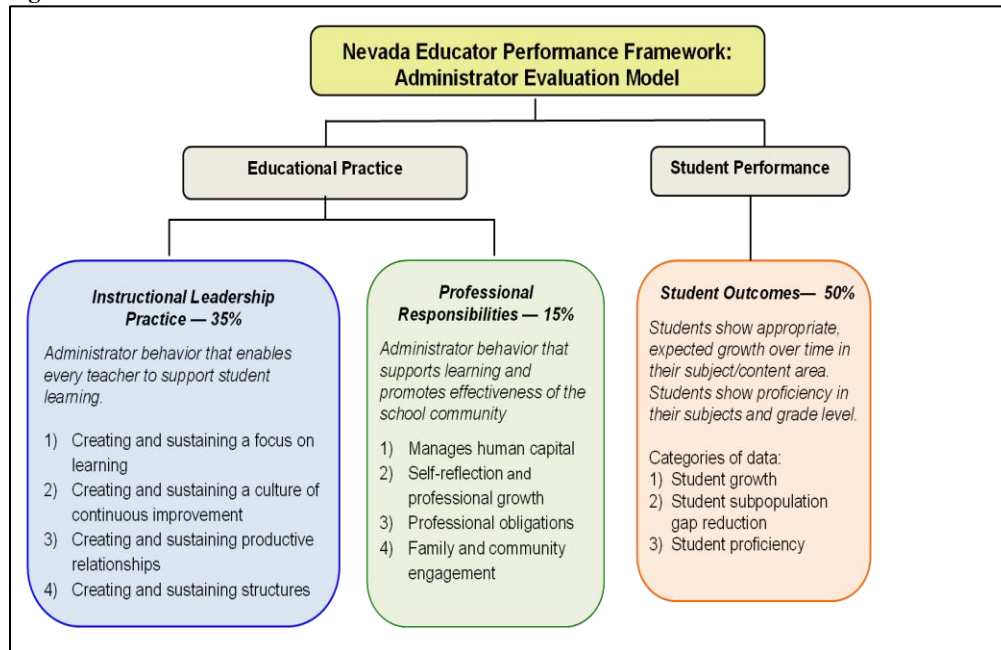 Nevada Educator Performance Framework:
Administrator Evaluation Model
Educational Practice
Student Performance
Instructional Leadership
Practice — 35%
Administrator behavior that enables
every teacher to support student
learning.
1) Creating and sustaining a focus on
learning
2) Creating and sustaining a culture of
continuous improvement
3) Creating and sustaining productive
relationships
4) Creating and sustaining structures
Professional
Responsibilities — 15%
Administrator behavior that
supports learning and
promotes effectiveness of the
school community
1) Manages human capital
2) Self-reflection and
professional growth
3) Professional obligations
4) Family and community
engagement
Student Outcomes— 50%
Students show appropriate,
expected growth over time in
their subject/content area.
Students show proficiency in
their subjects and grade level.
Categories of data:
1) Student growth
2) Student subpopulation
gap reduction
3) Student proficiency